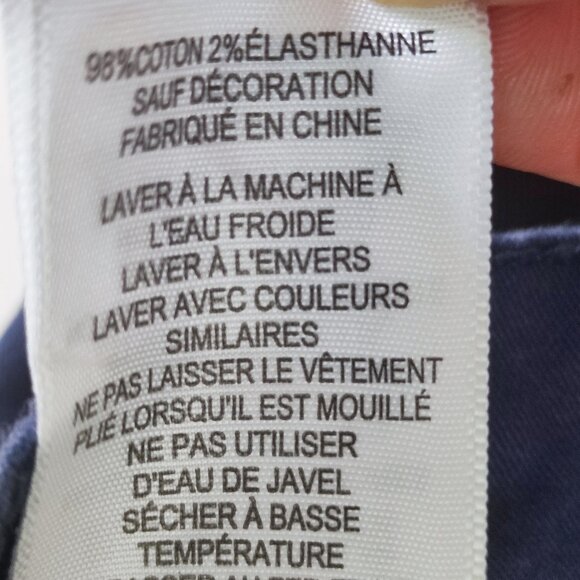 98%COTON 2%ÉLASTHANNE
SAUF DÉCORATION
FABRIQUÉ EN CHINE
LAVER À LA MACHINE À
L'EAU FROIDE
LAVER À L'ENVERS
LAVER AVEC COULEURS
SIMILAIRES
NE PAS LAISSER LE VÊTEMENT
PLIÉ LORSQU'IL EST MOUILLÉ
NE PAS UTILISER
D'EAU DE JAVEL
SÉCHER À BASSE
TEMPÉRATURE